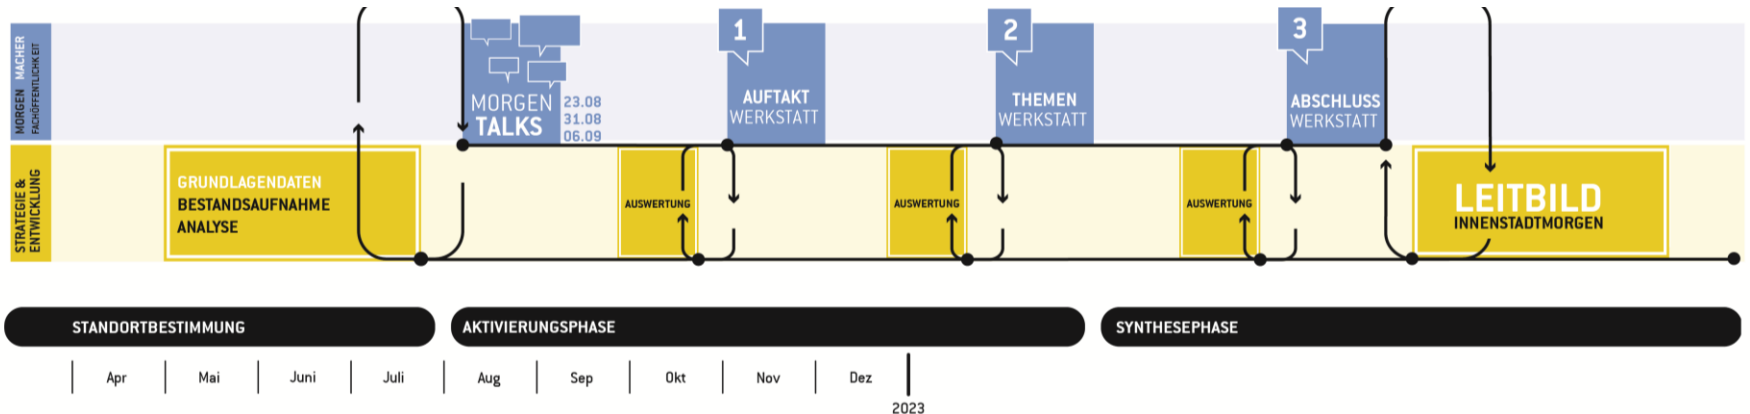 MORGEN MACHER
FACHÖFFENTLICHKEIT
MORGEN
TALKS
23.08
31.08
06.09
1
AUFTAKT
WERKSTATT
2
THEMEN
WERKSTATT
3
ABSCHLUSS
WERKSTATT
STRATEGIE &
ENTWICKLUNG
GRUNDLAGENDATEN
BESTANDSAUFNAHME
ANALYSE
AUSWERTUNG
AUSWERTUNG
AUSWERTUNG
LEITBILD
INNENSTADTMORGEN
STANDORTBESTIMMUNG
AKTIVIERUNGSPHASE
SYNTHESEPHASE
Apr
Mai
Juni
Juli
Aug
Sep
Okt
Nov
Dez
2023